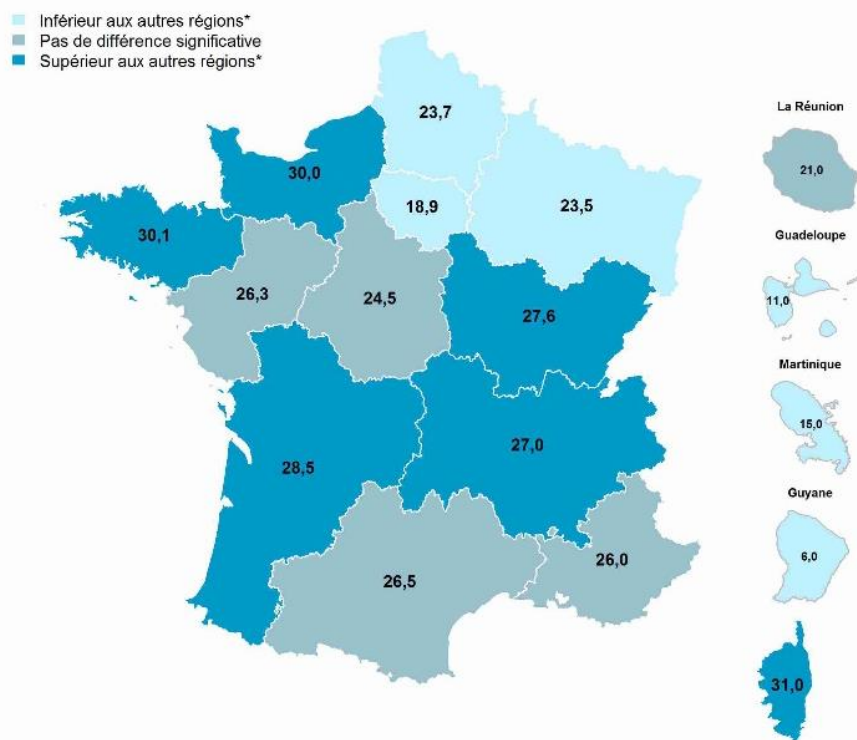 Inférieur aux autres régions*
Pas de différence significative
Supérieur aux autres régions*
23,7
La Réunion
30,0
21,0
18,9
23,5
30,1
Guadeloupe
26,3
24,5
11,0
27,6
Martinique
15,0
27,0
28,5
Guyane
6,0
26,0
26,5
31,0